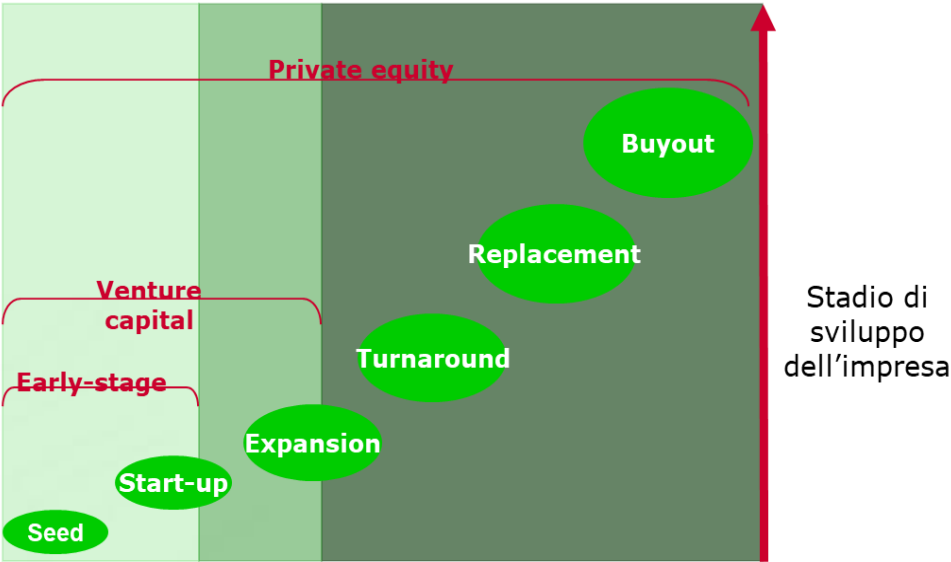 Private equity
Buyout
Replacement
Venture
capital
Turnaround
Early-stage
Expansion
Start-up
Seed
Stadio di
sviluppo
dell’impresa